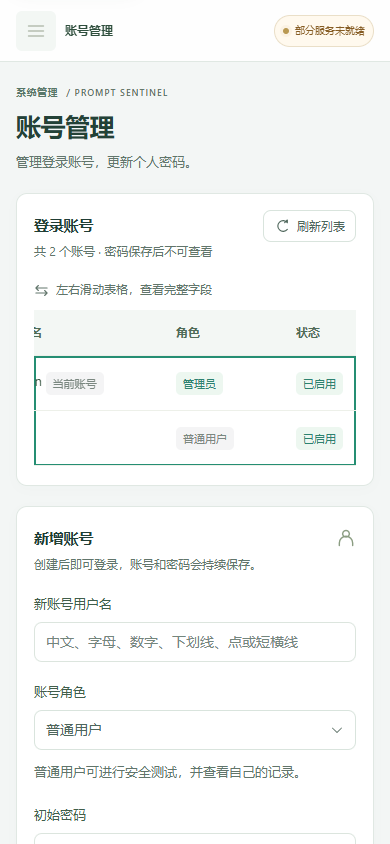 账号管理
部分服务未就绪
系统管理 / PROMPT SENTINEL
账号管理
管理登录账号，更新个人密码。
登录账号
刷新列表
共 2 个账号 · 密码保存后不可查看
左右滑动表格，查看完整字段
名 角色 状态
n 当前账号 管理员 已启用
普通用户 已启用
新增账号
创建后即可登录，账号和密码会持续保存。
新账号用户名
中文、字母、数字、下划线、点或短横线
账号角色
普通用户
普通用户可进行安全测试，并查看自己的记录。
初始密码